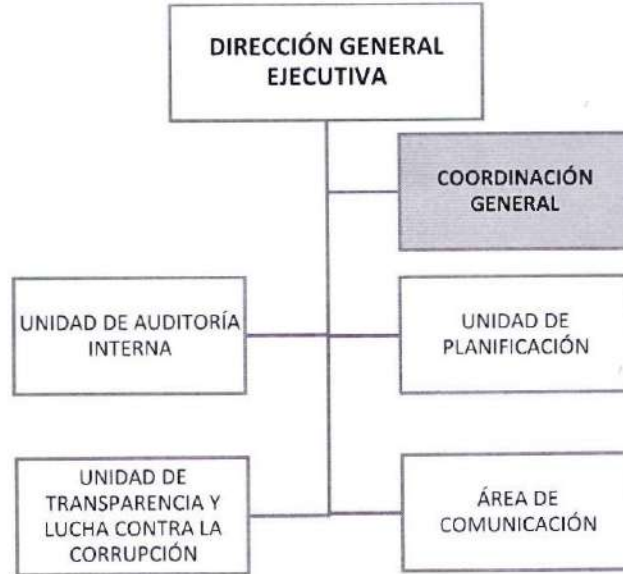 DIRECCIÓN GENERAL
EJECUTIVA
COORDINACIÓN
GENERAL
UNIDAD DE AUDITORÍA
INTERNA
UNIDAD DE
PLANIFICACIÓN
UNIDAD DE
TRANSPARENCIA Y
LUCHA CONTRA LA
CORRUPCIÓN
ÁREA DE
COMUNICACIÓN